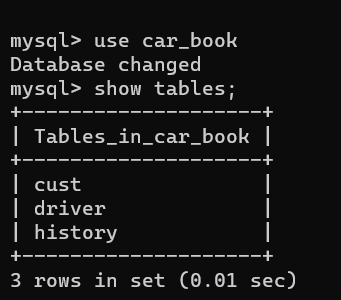 mysql> use car_book
Database changed
mysql> show tables;
+--------------------+
| Tables_in_car_book |
+--------------------+
| cust               |
| driver             |
| history            |
+--------------------+
3 rows in set (0.01 sec)